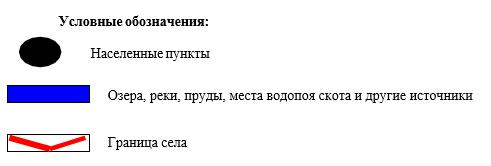 Условные обозначения:
Населенные пункты
Озера, реки, пруды, места водопоя скота и другие источники
Граница села